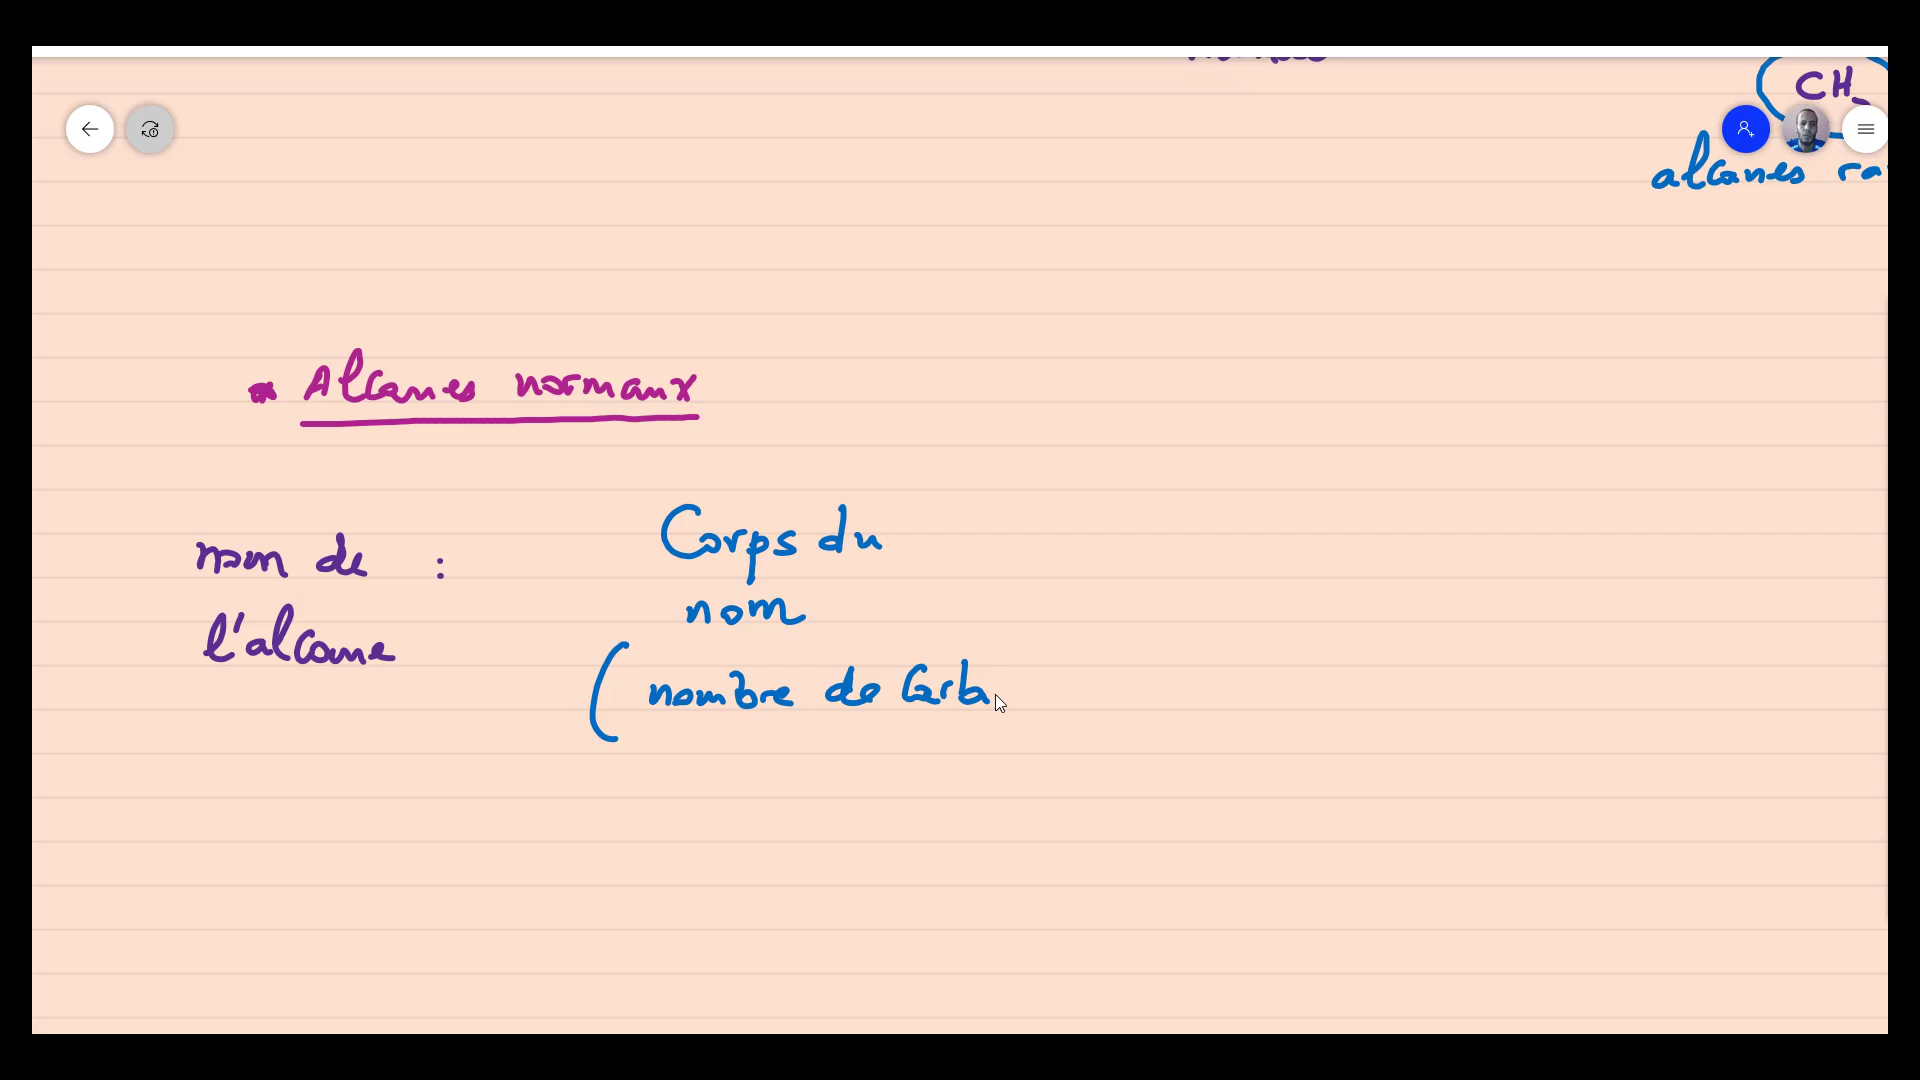 CH
alcanes ra
Alcanes normaux
nom de :
l'alcane
Corps du
nom
( nombre de Carb